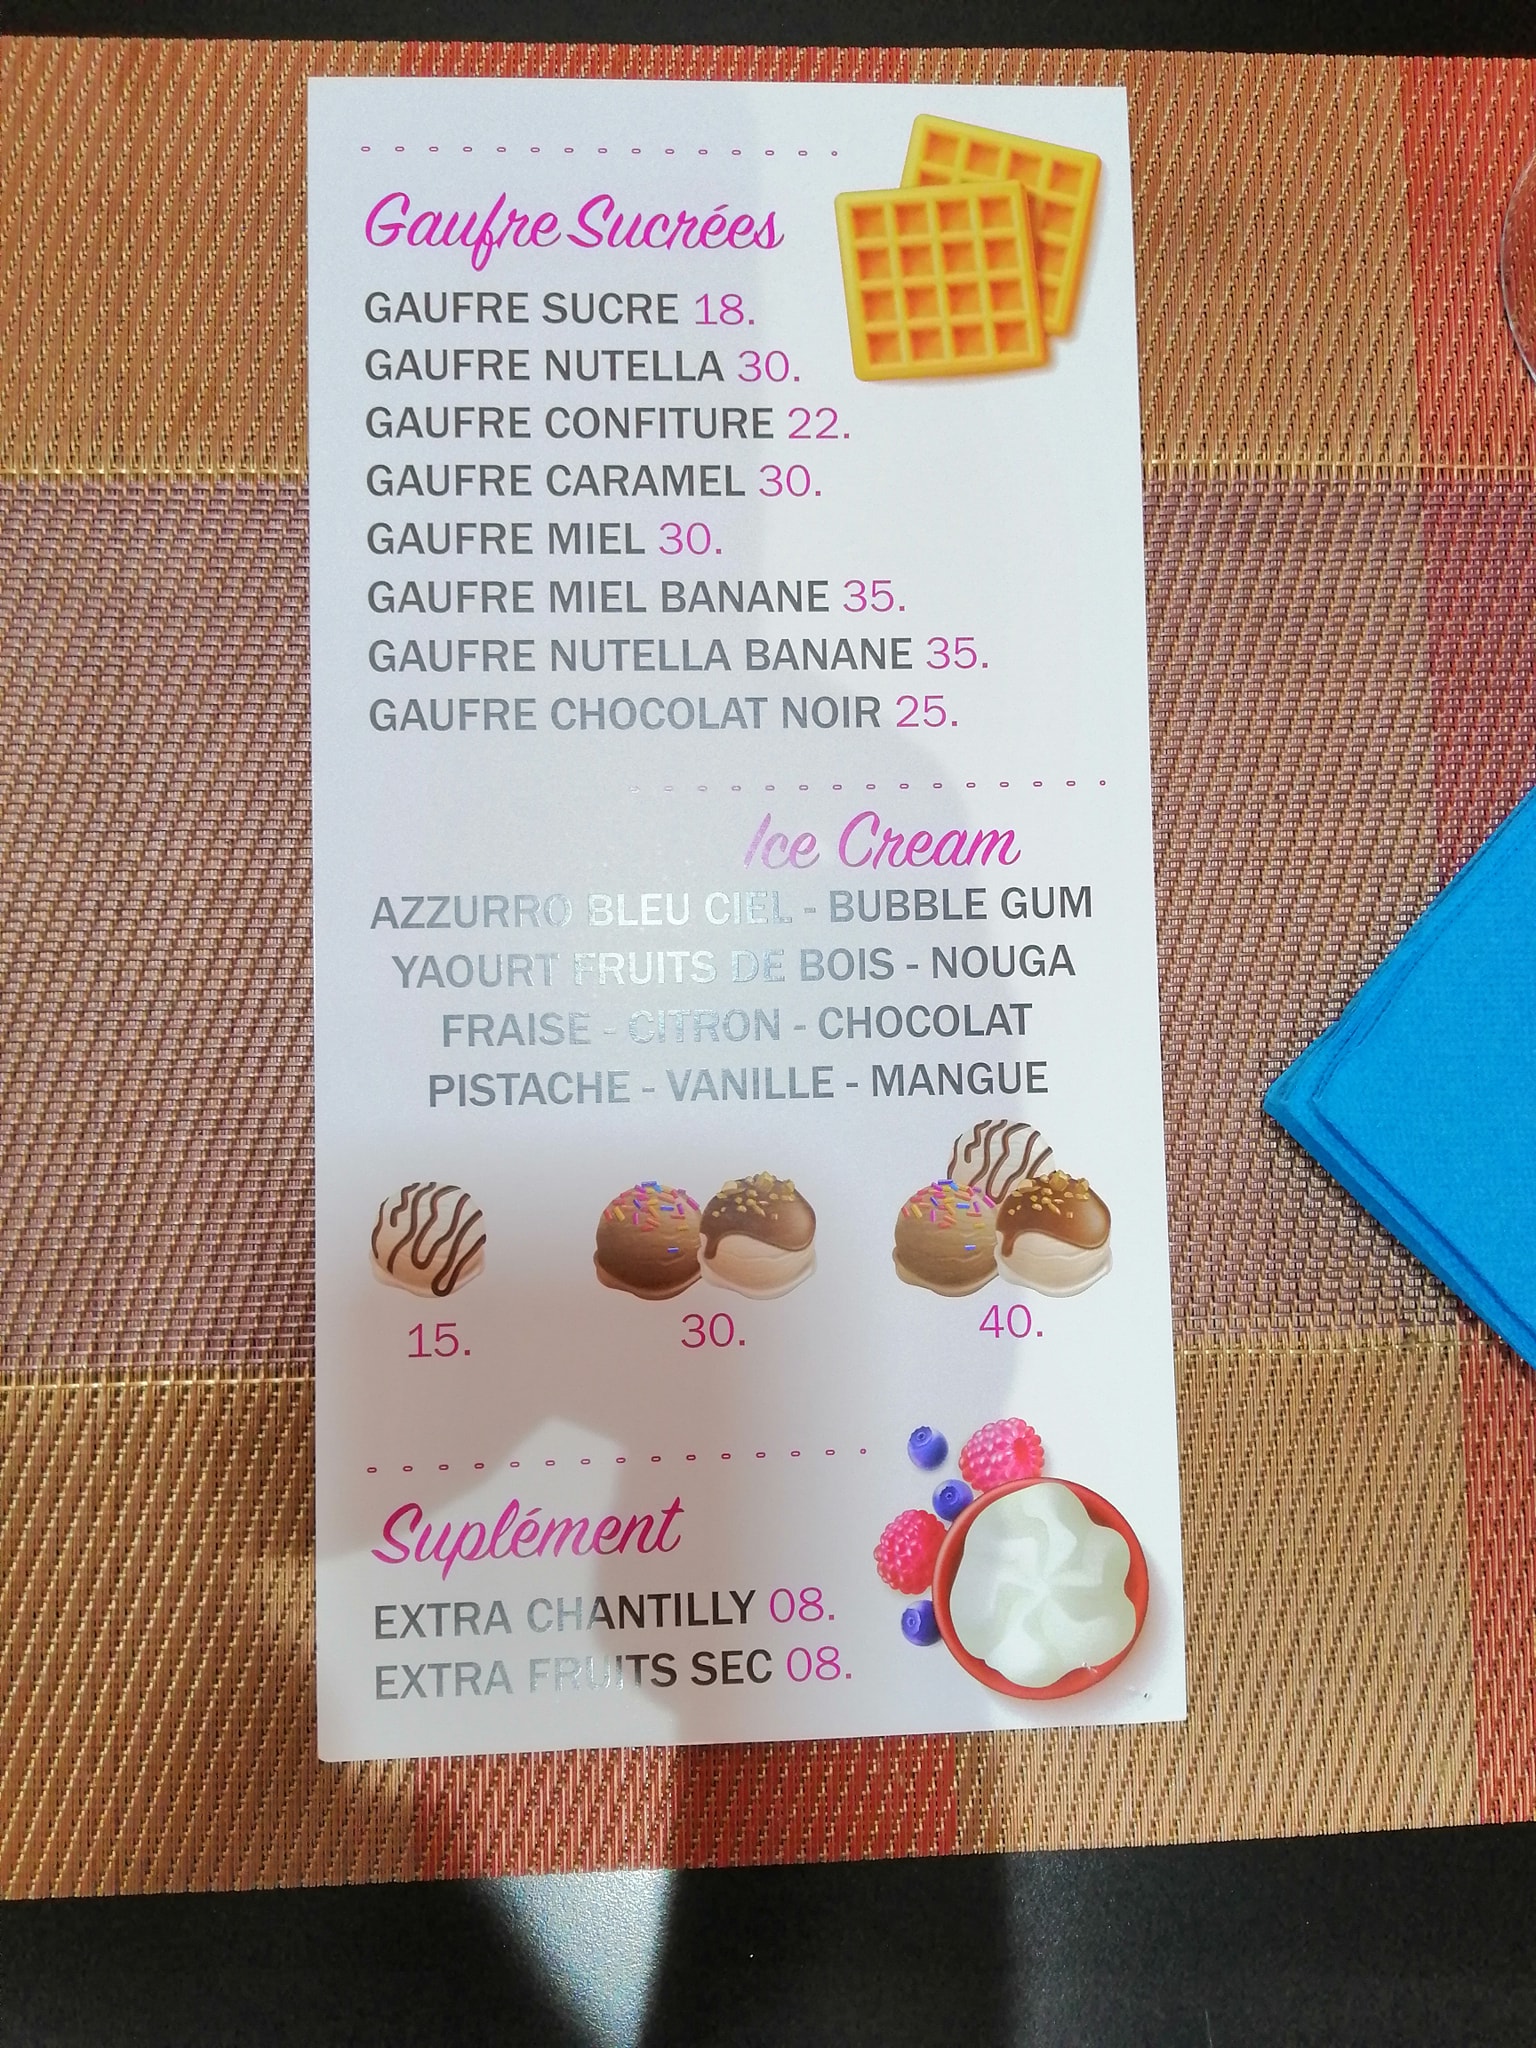 Gaufre Sucrées
GAUFRE SUCRE 18.
GAUFRE NUTELLA 30.
GAUFRE CONFITURE 22.
GAUFRE CARAMEL 30.
GAUFRE MIEL 30.
GAUFRE MIEL BANANE 35.
GAUFRE NUTELLA BANANE 35.
GAUFRE CHOCOLAT NOIR 25.
Ice Cream
AZZURRO BLEU CIEL - BUBBLE GUM
YAOURT FRUITS DE BOIS - NOUGA
FRAISE - CITRON - CHOCOLAT
PISTACHE - VANILLE - MANGUE
15. 30. 40.
Suplément
EXTRA CHANTILLY 08.
EXTRA FRUITS SEC 08.